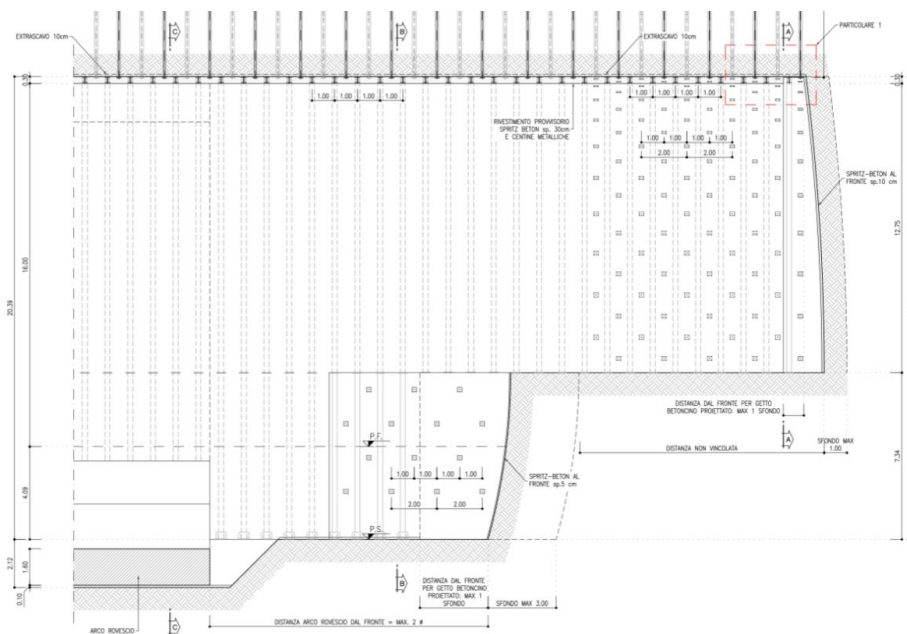 EXTRASCAVO 10cm
C
B
EXTRASCAVO 10cm
A
PARTICOLARE 1
0.30
0.30
1.00 1.00 1.00 1.00
1.00 1.00 1.00 1.00
RIVESTIMENTO PROVVISORIO
SPRITZ BETON sp. 30cm
E CENTINE METALLICHE
1.00 1.00 1.00 1.00
2.00 2.00
SPRITZ-BETON AL
FRONTE sp.10 cm
12.75
16.00
20.39
DISTANZA DAL FRONTE PER GETTO
BETONCINO PROIETTATO: MAX 1 SFONDO
A
P.F.
DISTANZA NON VINCOLATA
SFONDO MAX
1.00
7.34
1.00 1.00 1.00 1.00
SPRITZ-BETON AL
FRONTE sp.5 cm
4.09
2.00 2.00
P.S.
2.12
1.60
0.10
B
DISTANZA DAL FRONTE
PER GETTO BETONCINO
PROIETTATO: MAX 1
SFONDO
SFONDO MAX 3.00
DISTANZA ARCO ROVESCIO DAL FRONTE = MAX. 2 ø
C
ARCO ROVESCIO